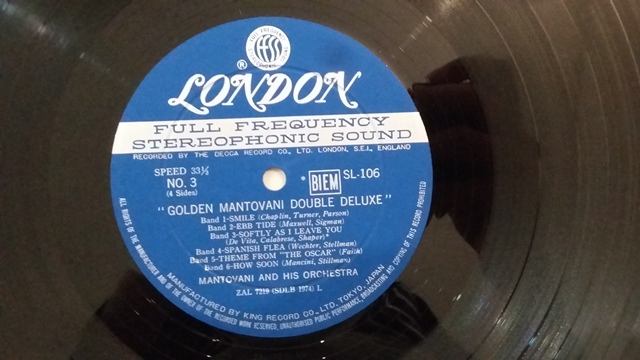 FFSS
®
LONDON
FULL FREQUENCY
STEREOPHONIC SOUND
RECORDED BY THE DECCA RECORD CO., LTD. LONDON, S.E.I., ENGLAND
SPEED 33⅓
NO. 3
(4 Sides)
* BIEM SL-106
"GOLDEN MANTOVANI DOUBLE DELUXE"
Band 1-SMILE (Chaplin, Turner, Parson)
Band 2-EBB TIDE (Maxwell, Sigman)
Band 3-SOFTLY AS I LEAVE YOU
(De Vita, Calabrese, Shaper)*
Band 4-SPANISH FLEA (Wechter, Stellman)
Band 5-THEME FROM "THE OSCAR" (Faith)
Band 6-HOW SOON (Mancini, Stillman)
MANTOVANI AND HIS ORCHESTRA
ZAL 7219 (SOLB 1974) L
MANUFACTURED BY KING RECORD CO., LTD. TOKYO, JAPAN
ALL RIGHTS OF THE MANUFACTURER AND OF THE OWNER OF THE RECORDED WORK RESERVED, UNAUTHORISED PUBLIC PERFORMANCE, BROADCASTING AND COPYING OF THIS RECORD PROHIBITED